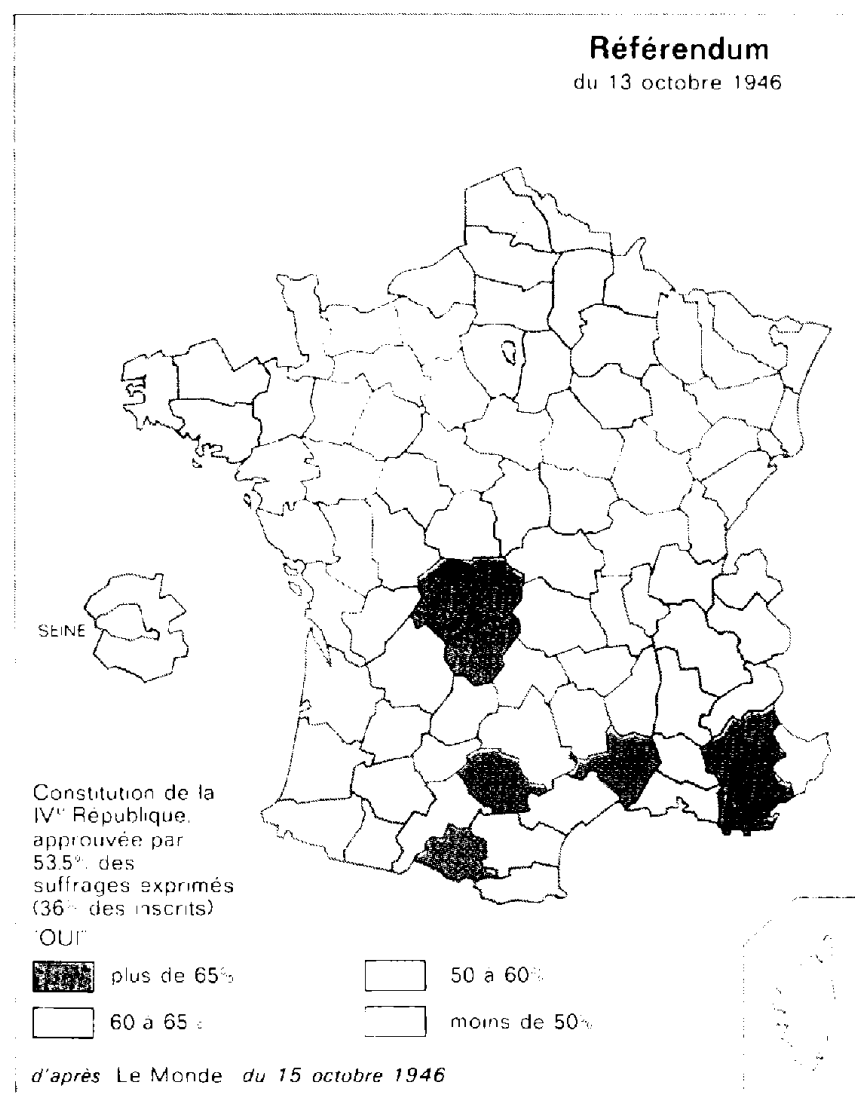 Référendum
du 13 octobre 1946
SEINE
Constitution de la
IVe République,
approuvée par
53.5% des
suffrages exprimés
(36% des inscrits)
"OUI"
plus de 65%
50 à 60%
60 à 65%
moins de 50%
d'après Le Monde du 15 octobre 1946